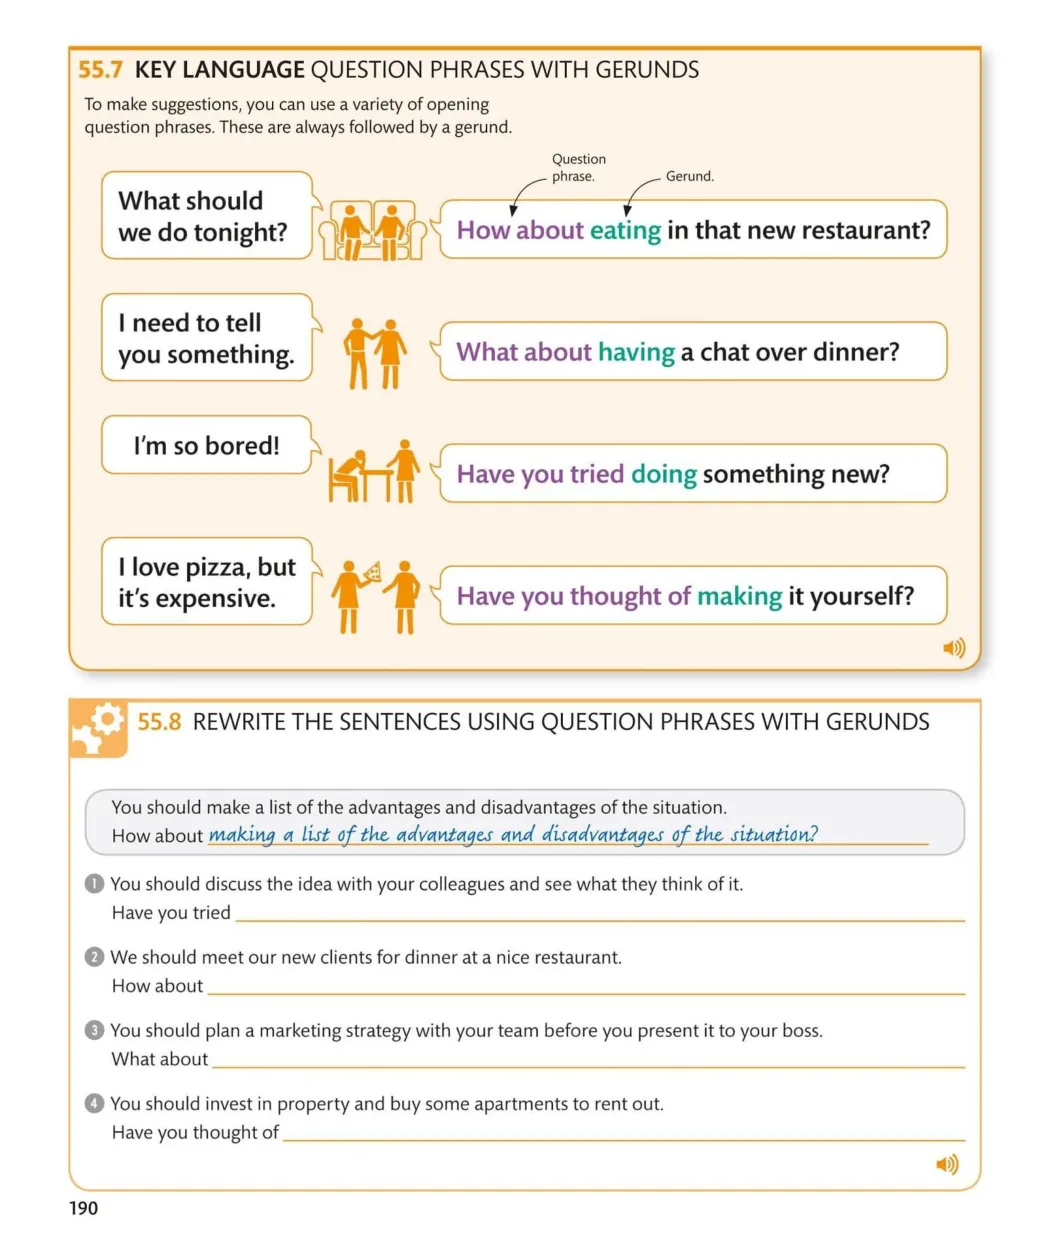 55.7 KEY LANGUAGE QUESTION PHRASES WITH GERUNDS
To make suggestions, you can use a variety of opening
question phrases. These are always followed by a gerund.
Question
phrase.
Gerund.
What should
we do tonight?
How about eating in that new restaurant?
I need to tell
you something.
What about having a chat over dinner?
I'm so bored!
Have you tried doing something new?
I love pizza, but
it's expensive.
Have you thought of making it yourself?
55.8 REWRITE THE SENTENCES USING QUESTION PHRASES WITH GERUNDS
You should make a list of the advantages and disadvantages of the situation.
How about making a list of the advantages and disadvantages of the situation?
1 You should discuss the idea with your colleagues and see what they think of it.
Have you tried
2 We should meet our new clients for dinner at a nice restaurant.
How about
3 You should plan a marketing strategy with your team before you present it to your boss.
What about
4 You should invest in property and buy some apartments to rent out.
Have you thought of
190